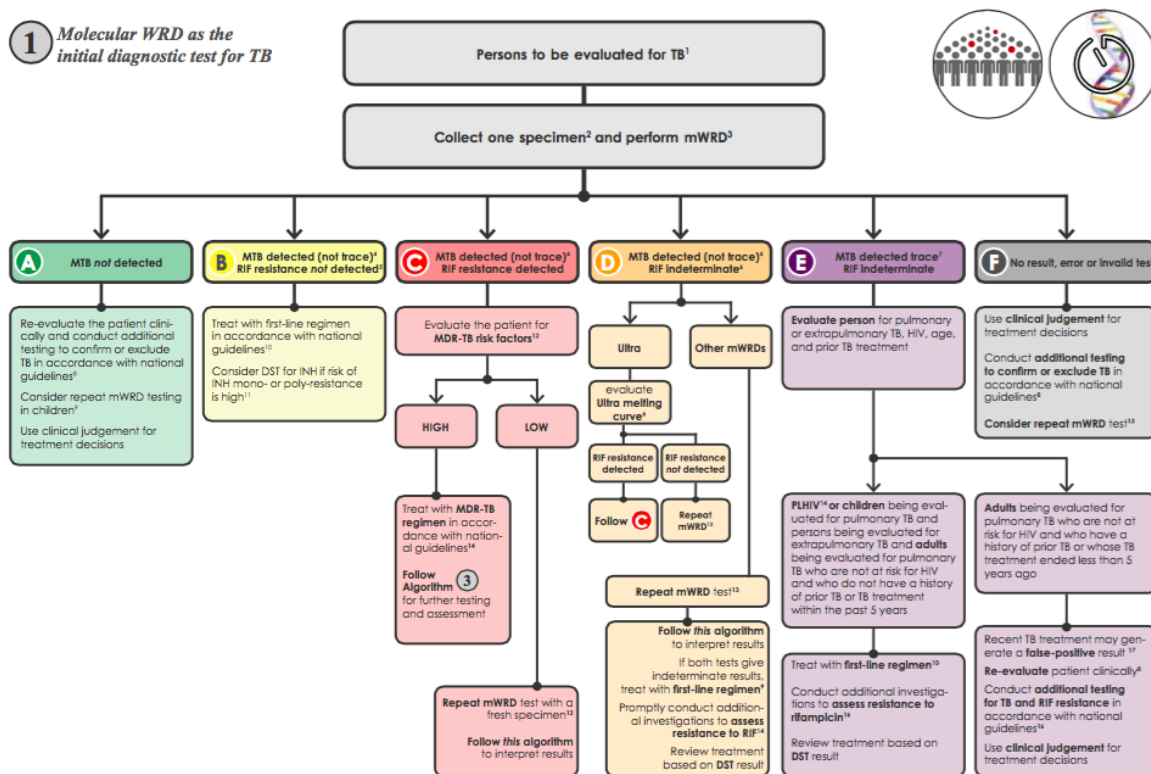 1
Molecular WRD as the
initial diagnostic test for TB
Persons to be evaluated for TB¹
Collect one specimen² and perform mWRD³
A
MTB not detected
Re-evaluate the patient clini-
cally and conduct additional
testing to confirm or exclude
TB in accordance with national
guidelines⁸
Consider repeat mWRD testing
in children⁹
Use clinical judgement for
treatment decisions
B
MTB detected (not trace)⁴
RIF resistance not detected⁵
Treat with first-line regimen
in accordance with national
guidelines¹⁰
Consider DST for INH if risk of
INH mono- or poly-resistance
is high¹¹
C
MTB detected (not trace)⁴
RIF resistance detected
Evaluate the patient for
MDR-TB risk factors¹²
HIGH
LOW
Treat with MDR-TB
regimen in accor-
dance with natio-
nal guidelines¹⁴
Follow
Algorithm 3
for further testing
and assessment
Repeat mWRD test with a
fresh specimen¹³
Follow this algorithm
to interpret results
D
MTB detected (not trace)⁴
RIF indeterminate⁶
Ultra
Other mWRDs
evaluate
Ultra melting
curve⁶
RIF resistance
detected
RIF resistance
not detected
Follow C
Repeat
mWRD¹³
Repeat mWRD test¹³
Follow this algorithm
to interpret results
If both tests give
indeterminate results,
treat with first-line regimen⁹
Promptly conduct addition-
al investigations to assess
resistance to RIF¹⁴
Review treatment
based on DST result
E
MTB detected trace⁷
RIF indeterminate
Evaluate person for pulmonary
or extrapulmonary TB, HIV, age,
and prior TB treatment
PLHIV¹⁴ or children being eval-
uated for pulmonary TB and
persons being evaluated for
extrapulmonary TB and adults
being evaluated for pulmonary
TB who are not at risk for HIV
and who do not have a history
of prior TB or TB treatment
within the past 5 years
Treat with first-line regimen¹⁰
Conduct additional investiga-
tions to assess resistance to
rifampicin¹⁶
Review treatment based on
DST result
Adults being evaluated for
pulmonary TB who are not at
risk for HIV and who have a
history of prior TB or whose TB
treatment ended less than 5
years ago
Recent TB treatment may gen-
erate a false-positive result ¹⁷
Re-evaluate patient clinically⁸
Conduct additional testing
for TB and RIF resistance in
accordance with national
guidelines¹⁶
Use clinical judgement for
treatment decisions
F
No result, error or invalid test
Use clinical judgement for
treatment decisions
Conduct additional testing
to confirm or exclude TB in
accordance with national
guidelines⁸
Consider repeat mWRD test¹³